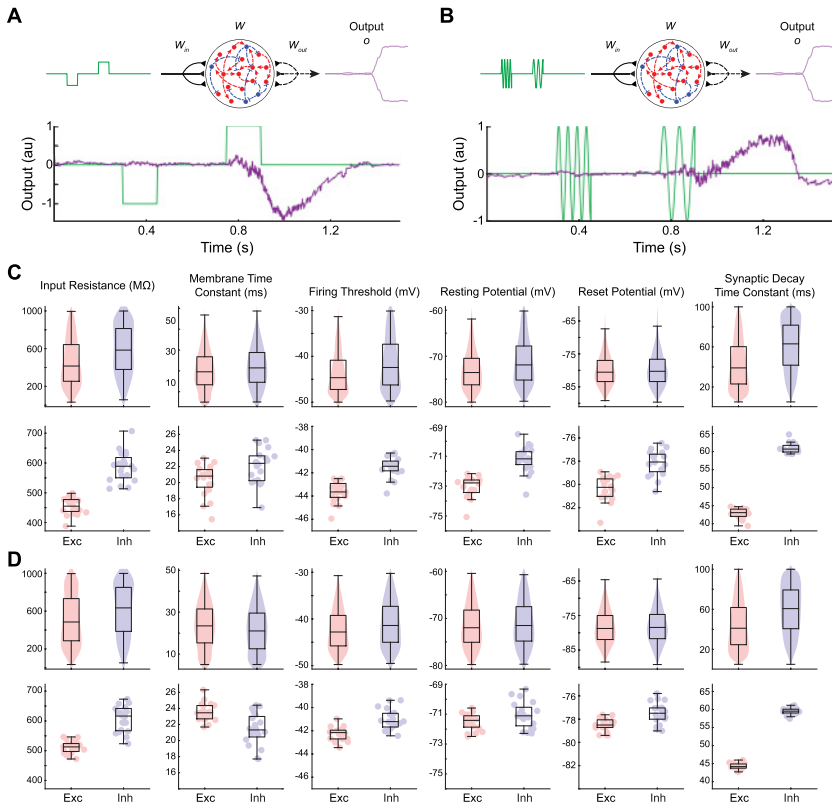 A
W
W in
W out
Output
o
Output (au)
1
0
-1
0.4
0.8
1.2
Time (s)
B
W
W in
W out
Output
o
Output (au)
1
0
-1
0.4
0.8
1.2
Time (s)
C
Input Resistance (MΩ)
Membrane Time
Constant (ms)
Firing Threshold (mV)
Resting Potential (mV)
Reset Potential (mV)
Synaptic Decay
Time Constant (ms)
1000
600
200
50
30
10
-30
-40
-50
-60
-70
-80
-65
-75
-85
100
60
20
700
600
500
400
26
24
22
20
18
16
-38
-40
-42
-44
-46
-69
-71
-73
-75
-76
-78
-80
-82
65
60
55
50
45
40
Exc Inh
Exc Inh
Exc Inh
Exc Inh
Exc Inh
Exc Inh
D
1000
600
200
50
30
10
-30
-40
-50
-60
-70
-80
-65
-75
-85
100
60
20
700
600
500
400
26
24
22
20
18
16
-38
-40
-42
-44
-46
-69
-71
-73
-75
-76
-78
-80
-82
65
60
55
50
45
40
Exc Inh
Exc Inh
Exc Inh
Exc Inh
Exc Inh
Exc Inh